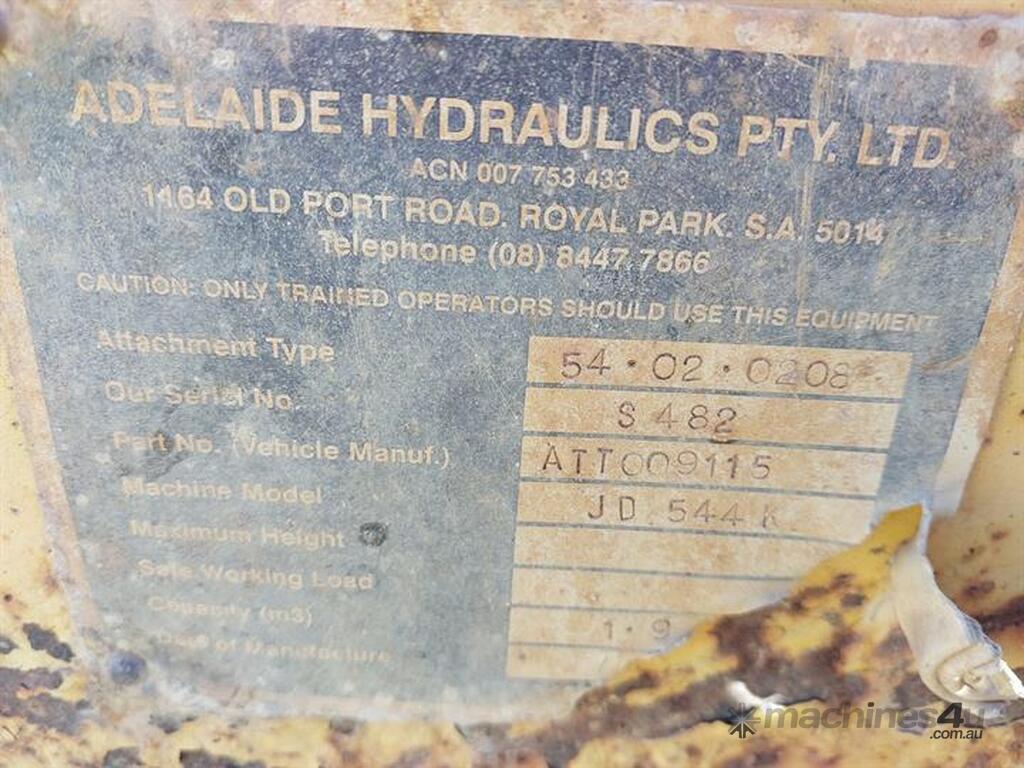 ADELAIDE HYDRAULICS PTY. LTD.
ACN 007 753 433
1164 OLD PORT ROAD. ROYAL PARK. S.A. 5014
Telephone (08) 8447 7866
CAUTION: ONLY TRAINED OPERATORS SHOULD USE THIS EQUIPMENT
Attachment Type 54·02·0208
Our Serial No. S482
Part No. (Vehicle Manuf.) ATT009115
Machine Model JD 544K
Maximum Height
Safe Working Load
Capacity (m3) 1·9
of Manufacture
machines4u
.com.au